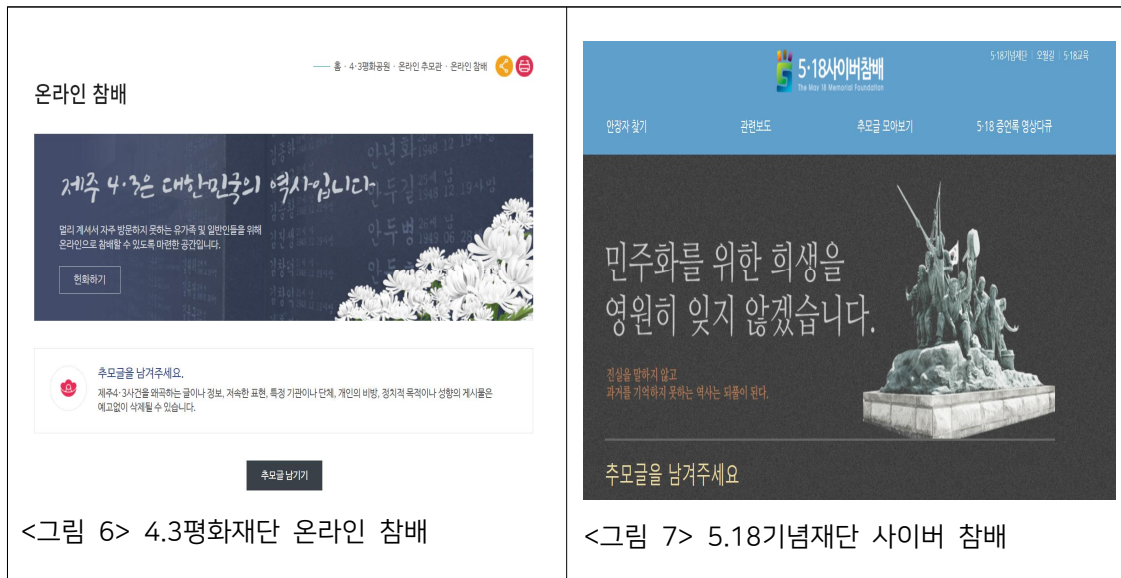 홈 · 4·3평화공원 · 온라인 추모관 · 온라인 참배
온라인 참배
제주 4·3은 대한민국의 역사입니다
멀리 계셔서 자주 방문하지 못하는 유가족 및 일반인들을 위해
온라인으로 참배할 수 있도록 마련한 공간입니다.
헌화하기
추모글을 남겨주세요.
제주4·3사건을 왜곡하는 글이나 정보, 저속한 표현, 특정 기관이나 단체, 개인의 비방, 정치적 목적이나 성향의 게시물은
예고없이 삭제될 수 있습니다.
추모글 남기기
<그림 6> 4.3평화재단 온라인 참배
5·18기념재단 | 오월길 | 5·18교육
5·18사이버참배
The May 18 Memorial Foundation
안장자 찾기 관련보도 추모글 모아보기 5·18 증언록 영상다큐
민주화를 위한 희생을
영원히 잊지 않겠습니다.
진실을 말하지 않고
과거를 기억하지 못하는 역사는 되풀이 된다.
추모글을 남겨주세요
<그림 7> 5.18기념재단 사이버 참배